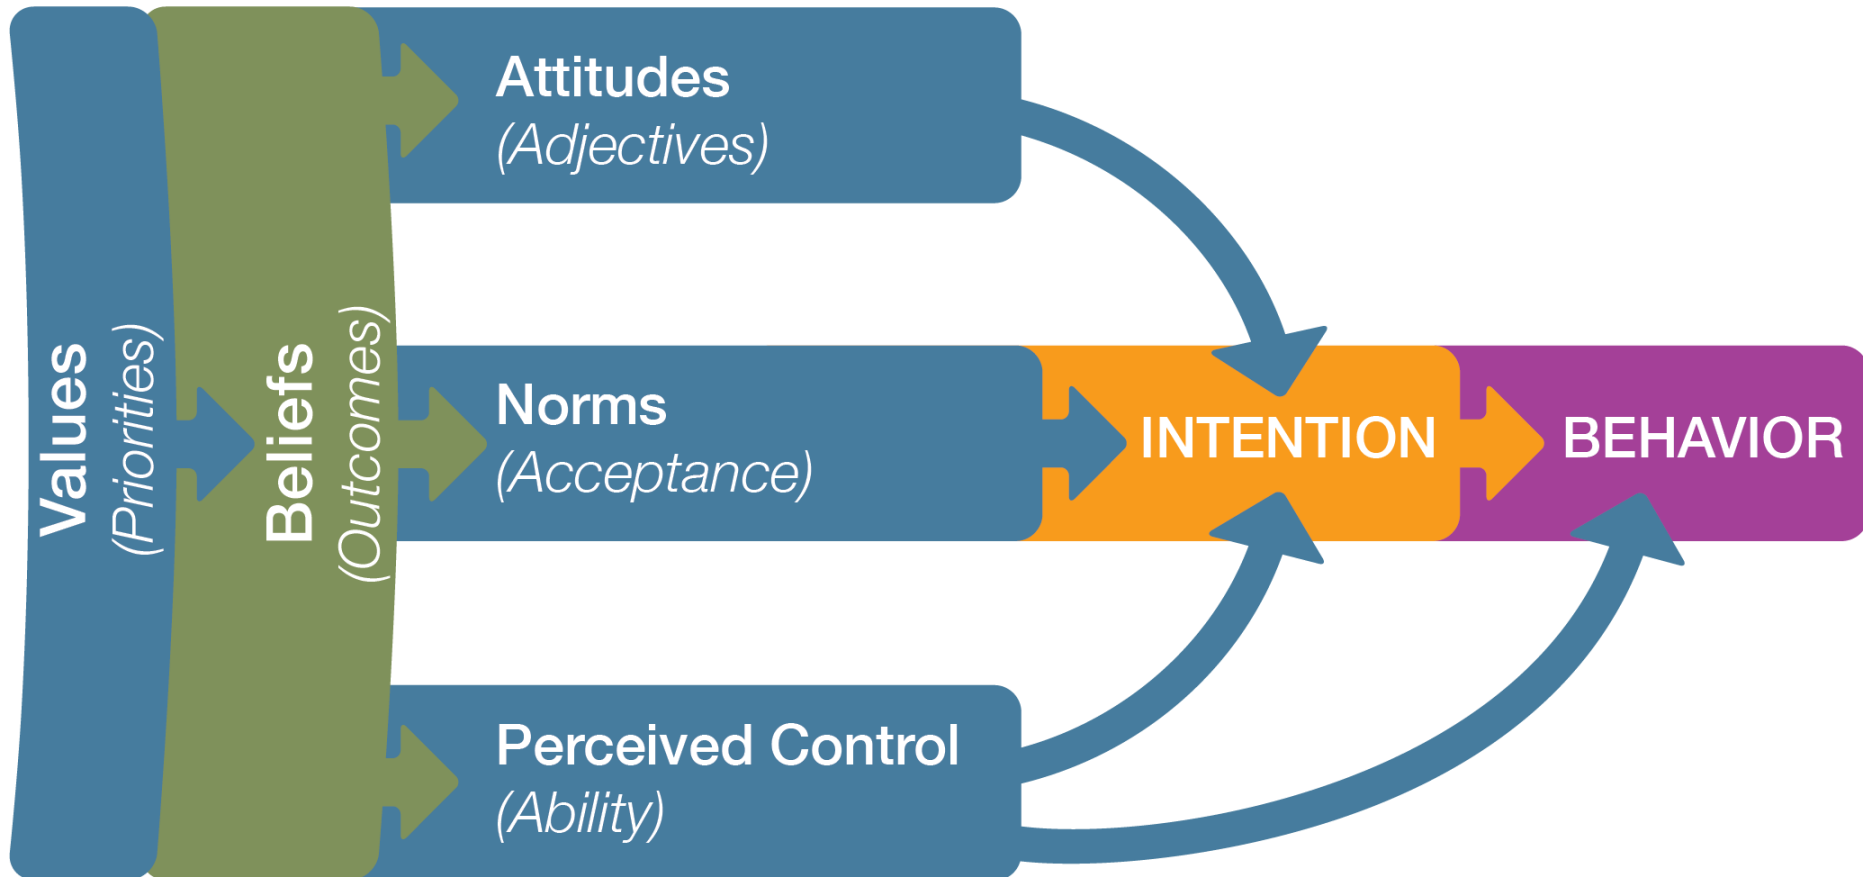 Values
(Priorities)
Beliefs
(Outcomes)
Attitudes
(Adjectives)
Norms
(Acceptance)
Perceived Control
(Ability)
INTENTION
BEHAVIOR